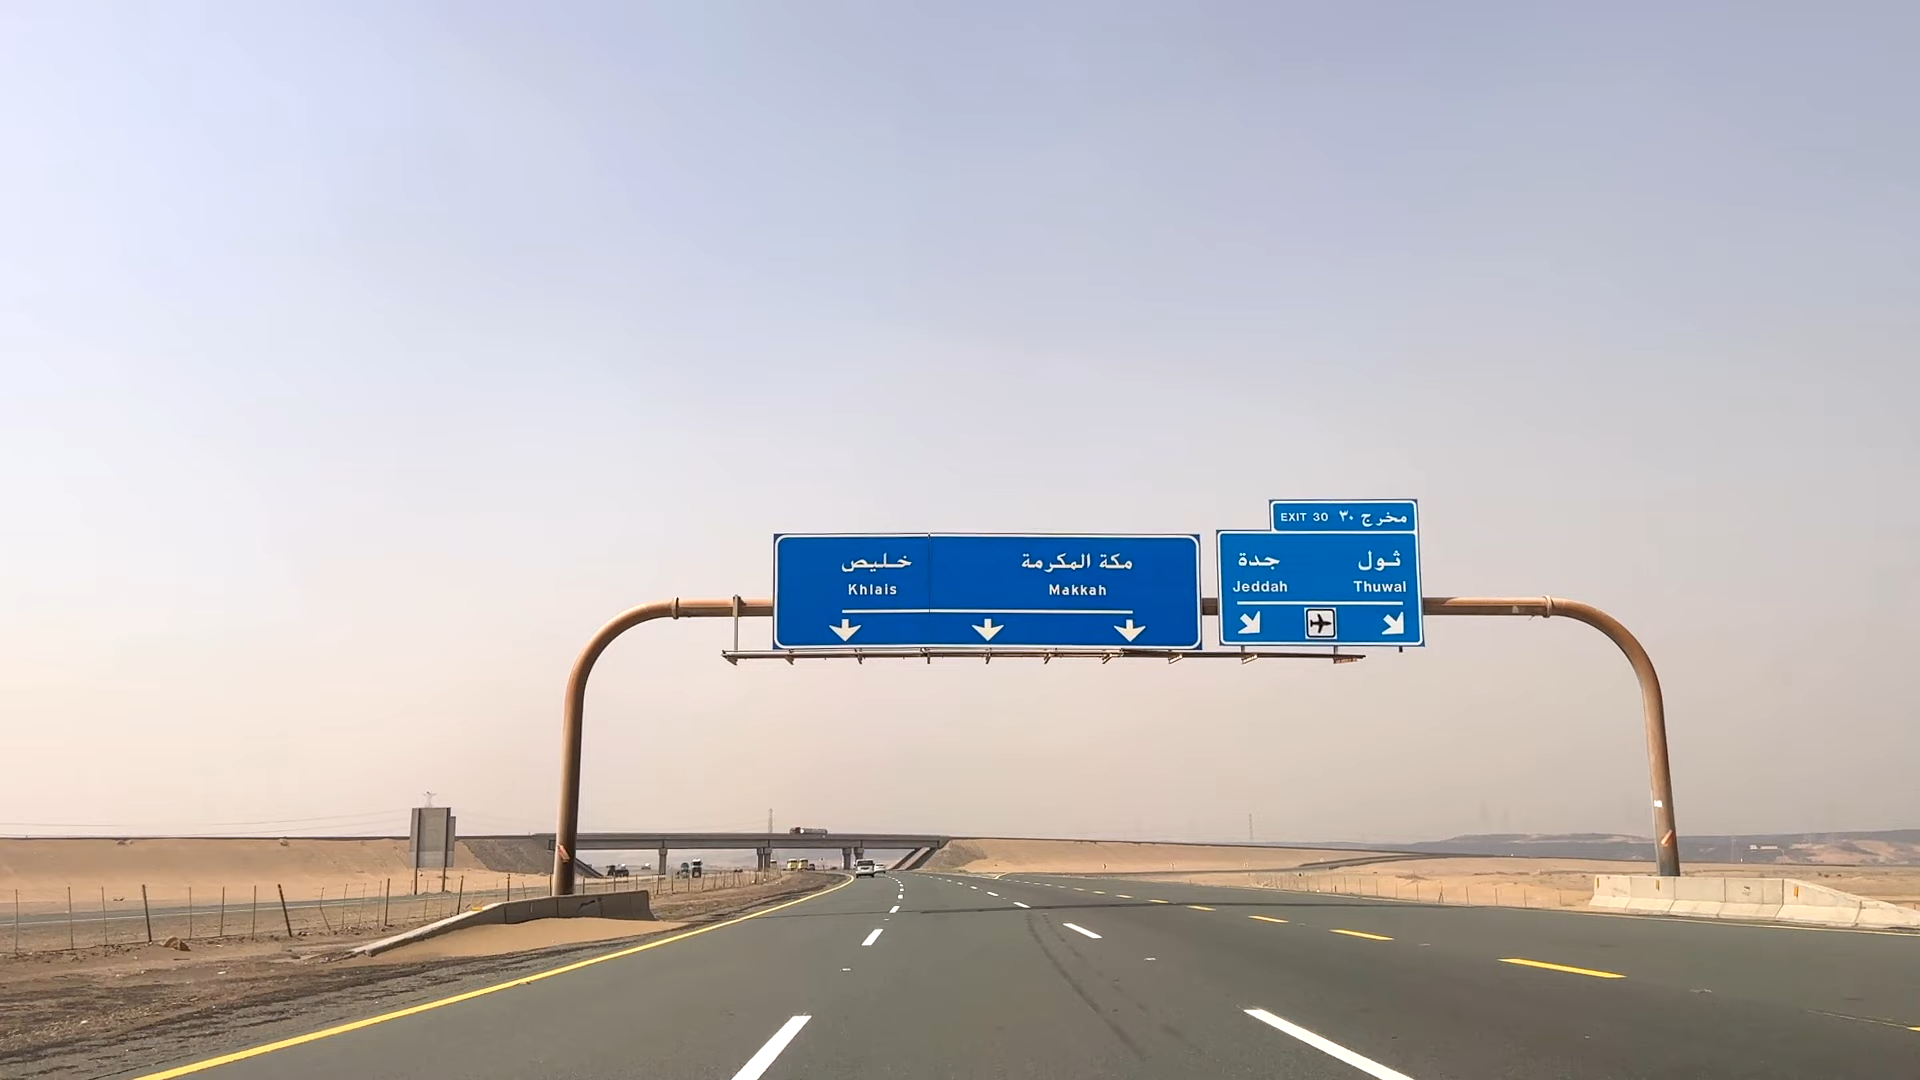 خليص
Khlais
مكة المكرمة
Makkah
EXIT 30 مخرج ٣٠
جدة
Jeddah
ثول
Thuwal